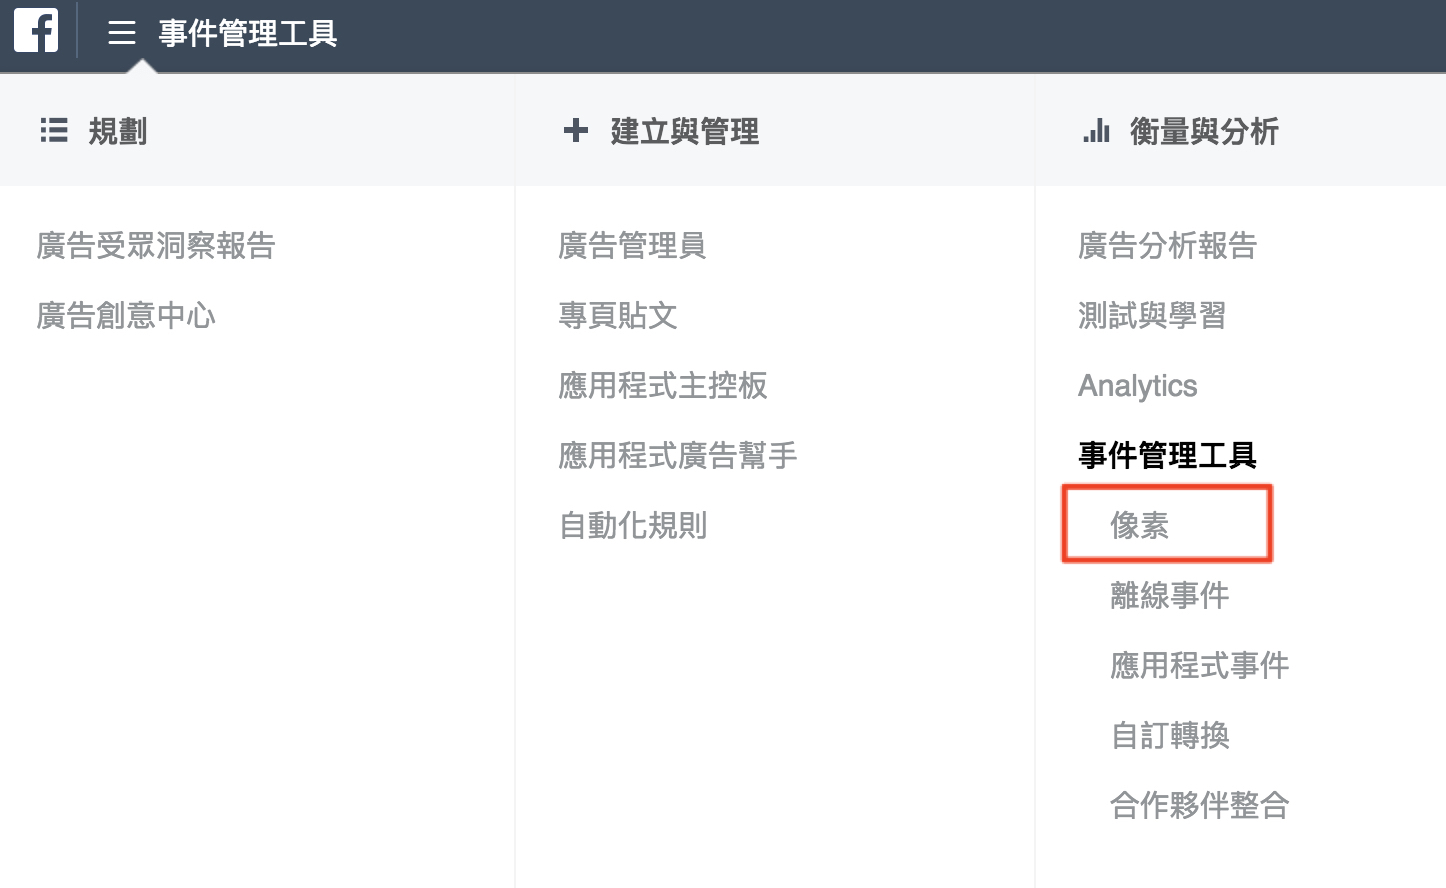 事件管理工具
規劃
廣告受眾洞察報告
廣告創意中心
建立與管理
廣告管理員
專頁貼文
應用程式主控板
應用程式廣告幫手
自動化規則
衡量與分析
廣告分析報告
測試與學習
Analytics
事件管理工具
像素
離線事件
應用程式事件
自訂轉換
合作夥伴整合